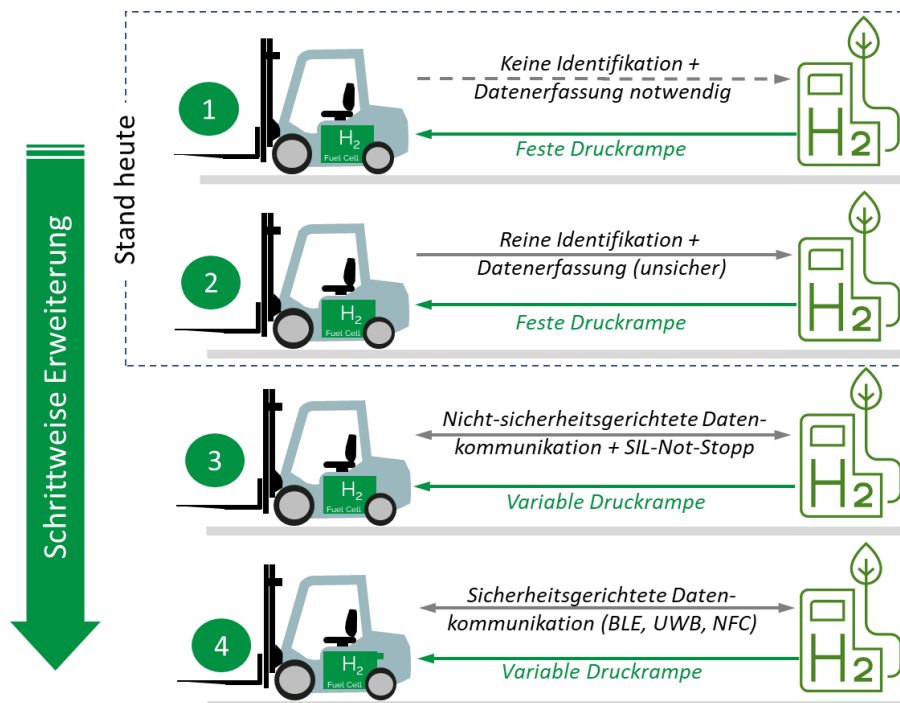 Schrittweise Erweiterung
Stand heute
1
H2
Fuel Cell
Keine Identifikation +
Datenerfassung notwendig
Feste Druckrampe
H2
2
H2
Fuel Cell
Reine Identifikation +
Datenerfassung (unsicher)
Feste Druckrampe
H2
3
H2
Fuel Cell
Nicht-sicherheitsgerichtete Daten-
kommunikation + SIL-Not-Stopp
Variable Druckrampe
H2
4
H2
Fuel Cell
Sicherheitsgerichtete Daten-
kommunikation (BLE, UWB, NFC)
Variable Druckrampe
H2